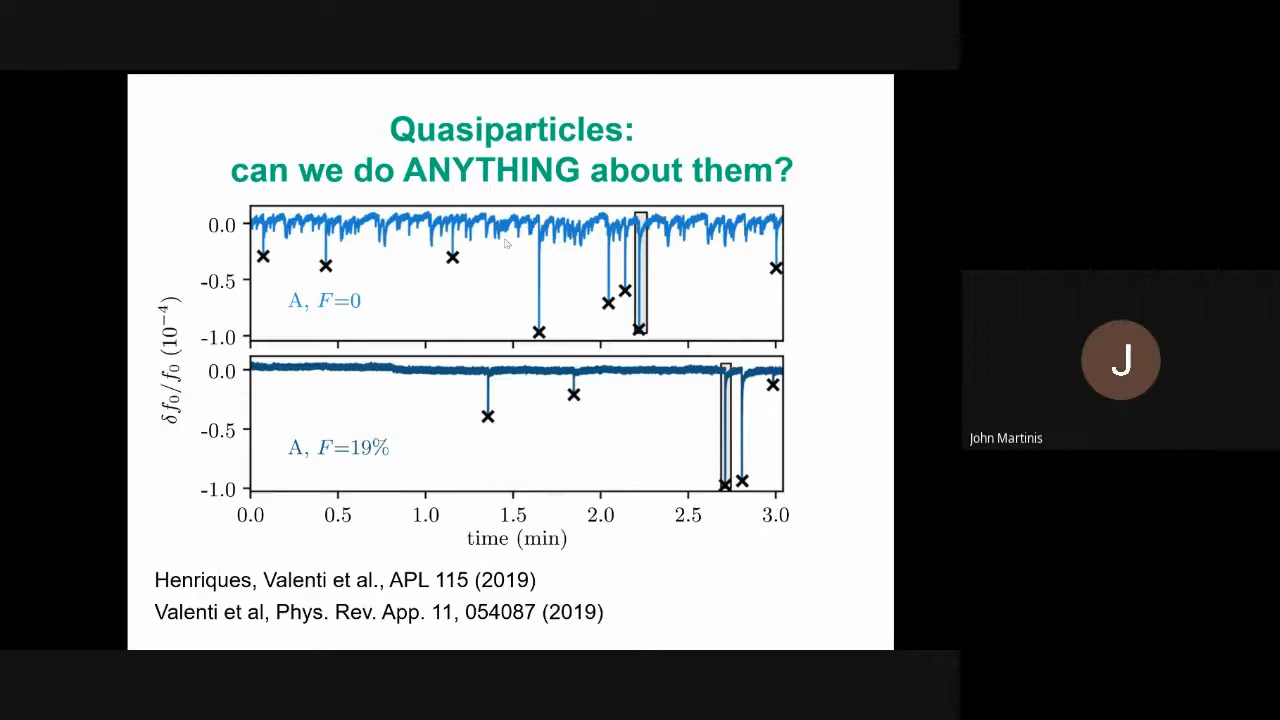 Quasiparticles:
can we do ANYTHING about them?
0.0
-0.5
-1.0
A, F=0
0.0
-0.5
-1.0
A, F=19%
δf₀/f₀ (10⁻⁴)
0.0 0.5 1.0 1.5 2.0 2.5 3.0
time (min)
Henriques, Valenti et al., APL 115 (2019)
Valenti et al, Phys. Rev. App. 11, 054087 (2019)
J
John Martinis